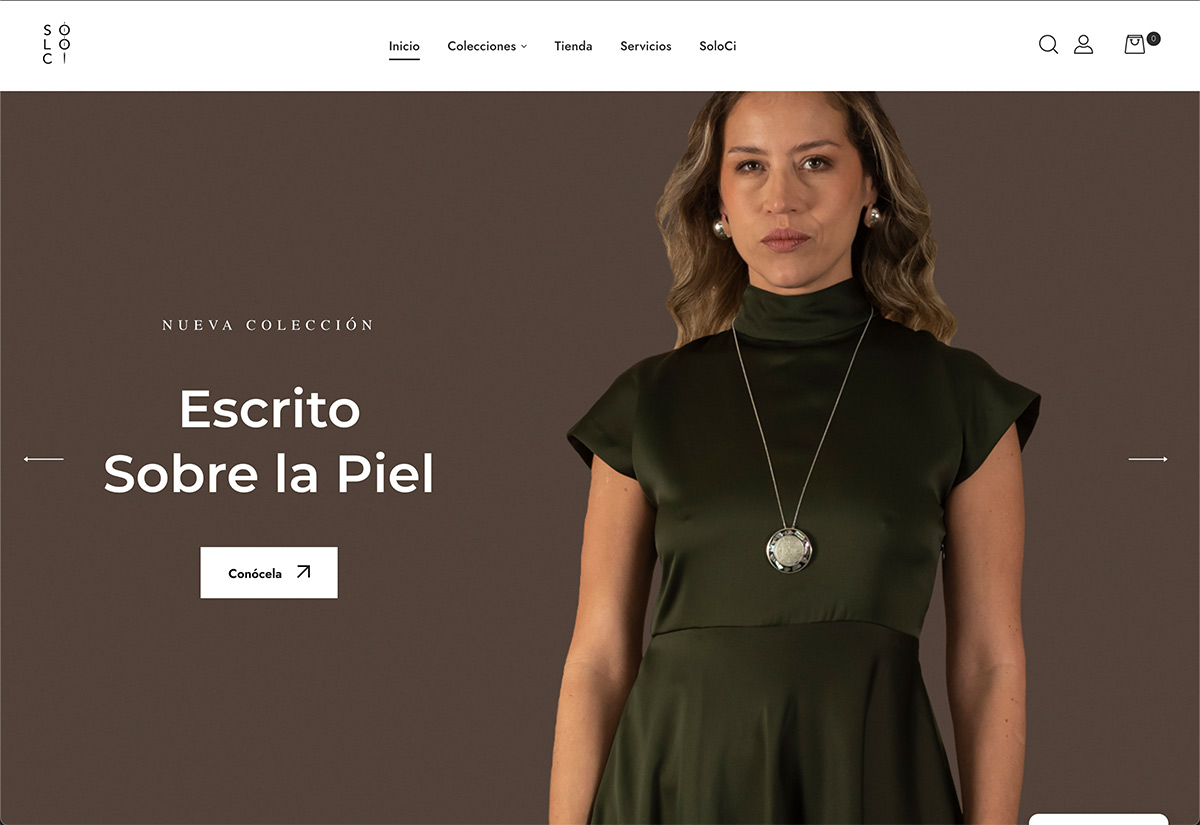 S O
L O
C I
Inicio
Colecciones
Tienda
Servicios
SoloCi
0
NUEVA COLECCIÓN
Escrito
Sobre la Piel
Conócela